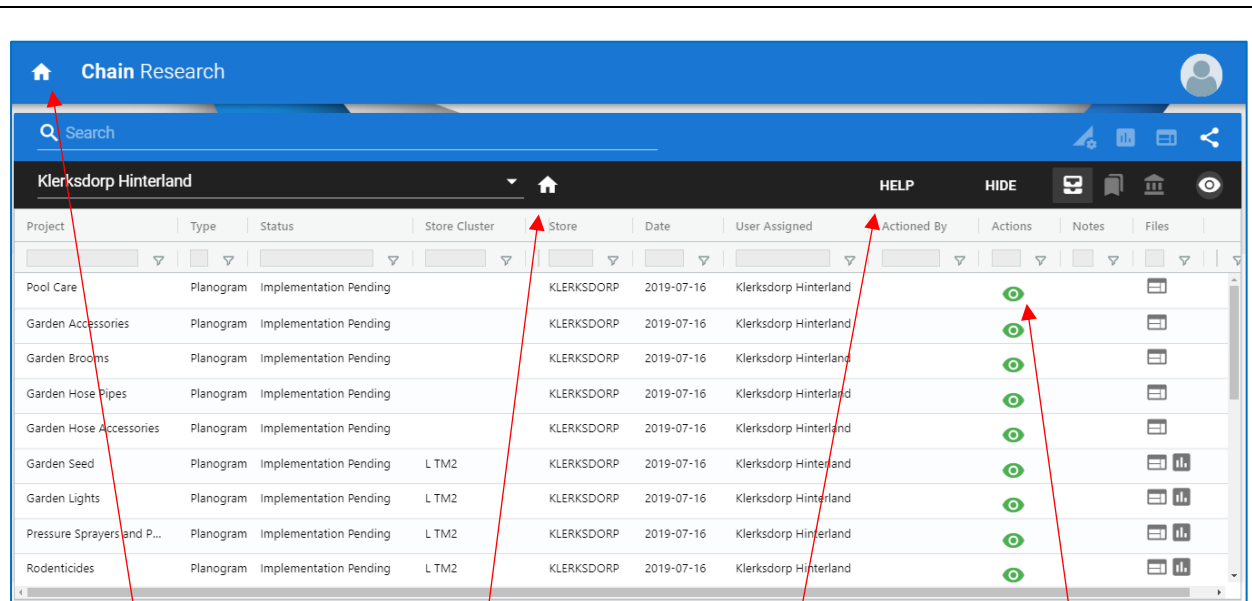 Chain Research
Search
Klerksdorp Hinterland HELP HIDE
Project Type Status Store Cluster Store Date User Assigned Actioned By Actions Notes Files
Pool Care Planogram Implementation Pending KLERKSDORP 2019-07-16 Klerksdorp Hinterland
Garden Accessories Planogram Implementation Pending KLERKSDORP 2019-07-16 Klerksdorp Hinterland
Garden Brooms Planogram Implementation Pending KLERKSDORP 2019-07-16 Klerksdorp Hinterland
Garden Hose Pipes Planogram Implementation Pending KLERKSDORP 2019-07-16 Klerksdorp Hinterland
Garden Hose Accessories Planogram Implementation Pending KLERKSDORP 2019-07-16 Klerksdorp Hinterland
Garden Seed Planogram Implementation Pending L TM2 KLERKSDORP 2019-07-16 Klerksdorp Hinterland
Garden Lights Planogram Implementation Pending L TM2 KLERKSDORP 2019-07-16 Klerksdorp Hinterland
Pressure Sprayers and P... Planogram Implementation Pending L TM2 KLERKSDORP 2019-07-16 Klerksdorp Hinterland
Rodenticides Planogram Implementation Pending L TM2 KLERKSDORP 2019-07-16 Klerksdorp Hinterland